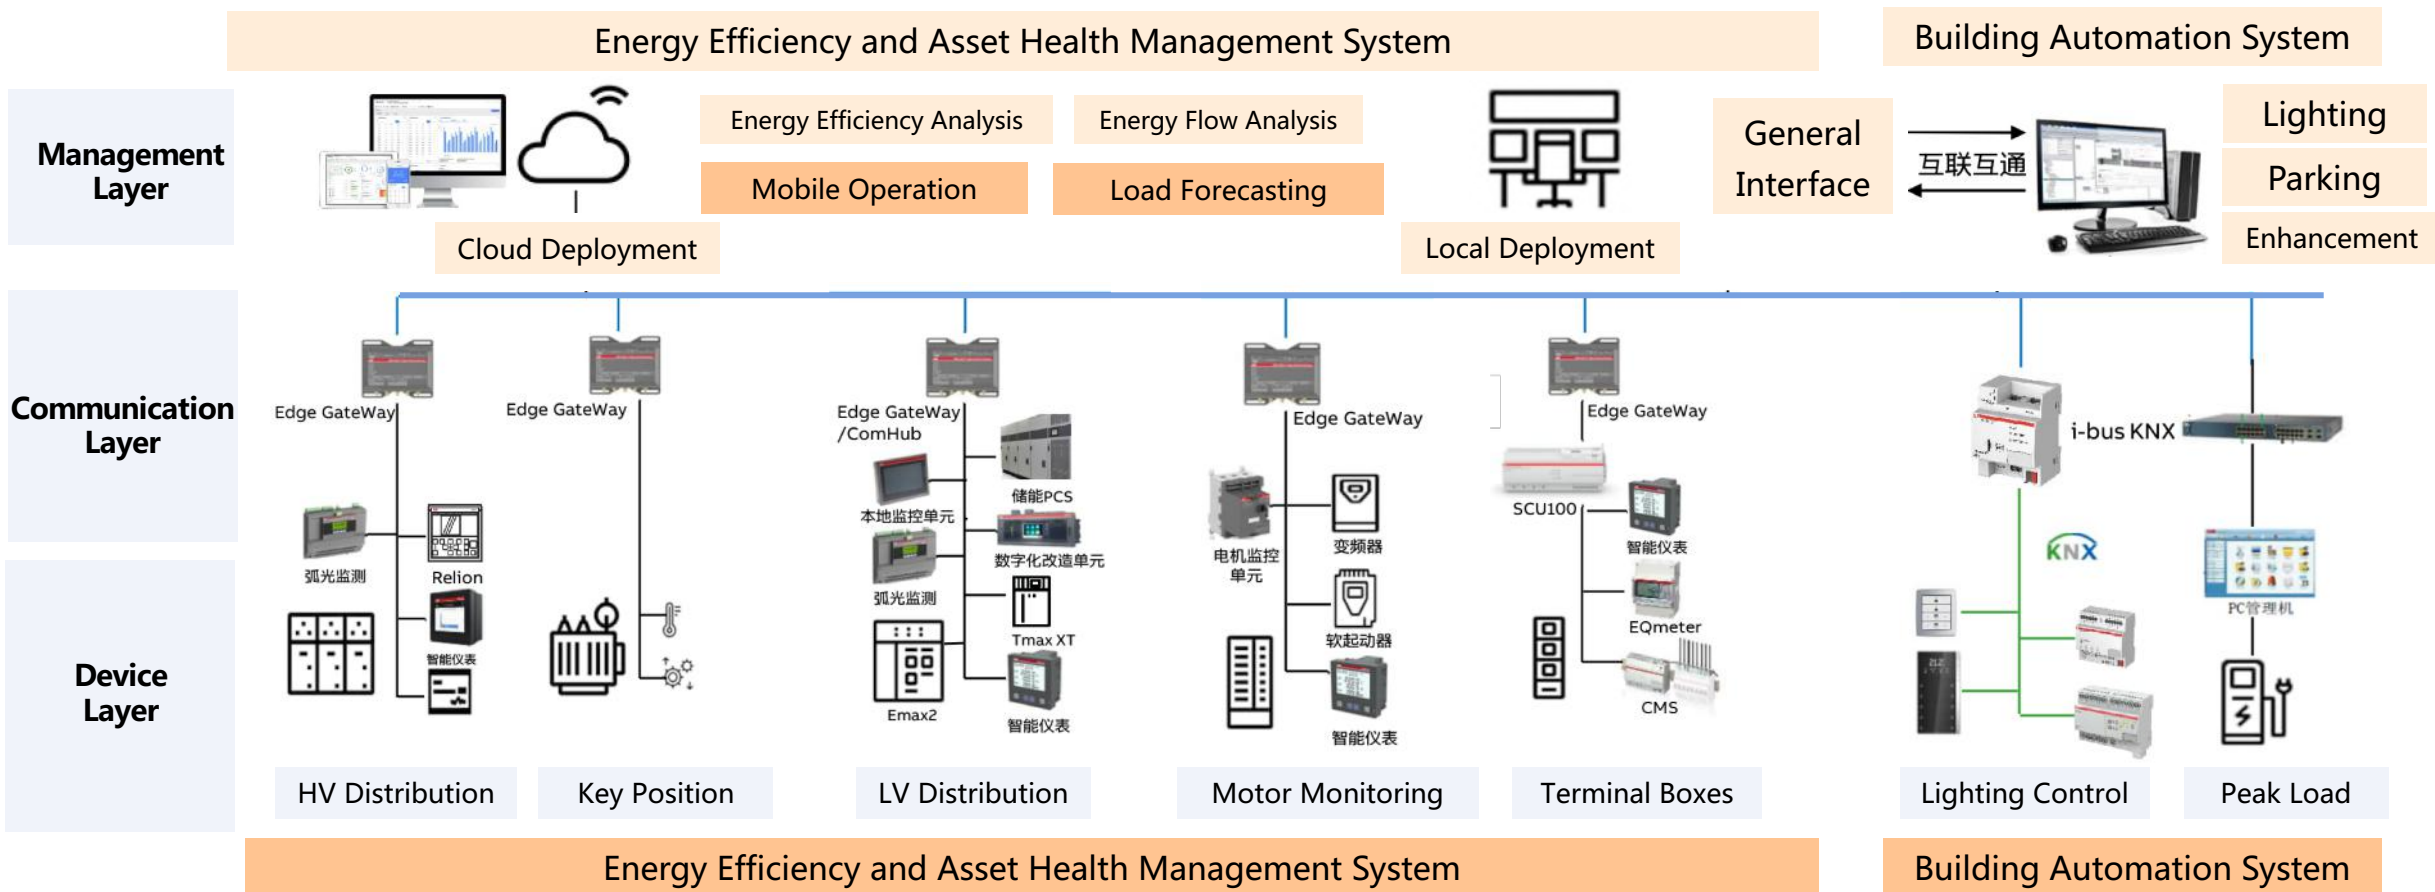 Energy Efficiency and Asset Health Management System
Building Automation System
Management
Layer
Energy Efficiency Analysis
Energy Flow Analysis
Mobile Operation
Load Forecasting
Cloud Deployment
Local Deployment
General
Interface
互联互通
Lighting
Parking
Enhancement
Communication
Layer
Edge GateWay
Edge GateWay
Edge GateWay
/ComHub
Edge GateWay
Edge GateWay
i-bus KNX
储能PCS
本地监控单元
数字化改造单元
弧光监测
Relion
智能仪表
弧光监测
Tmax XT
Emax2
智能仪表
电机监控
单元
变频器
软起动器
智能仪表
SCU100
智能仪表
EQmeter
CMS
KNX
PC管理机
Device
Layer
HV Distribution
Key Position
LV Distribution
Motor Monitoring
Terminal Boxes
Lighting Control
Peak Load
Energy Efficiency and Asset Health Management System
Building Automation System